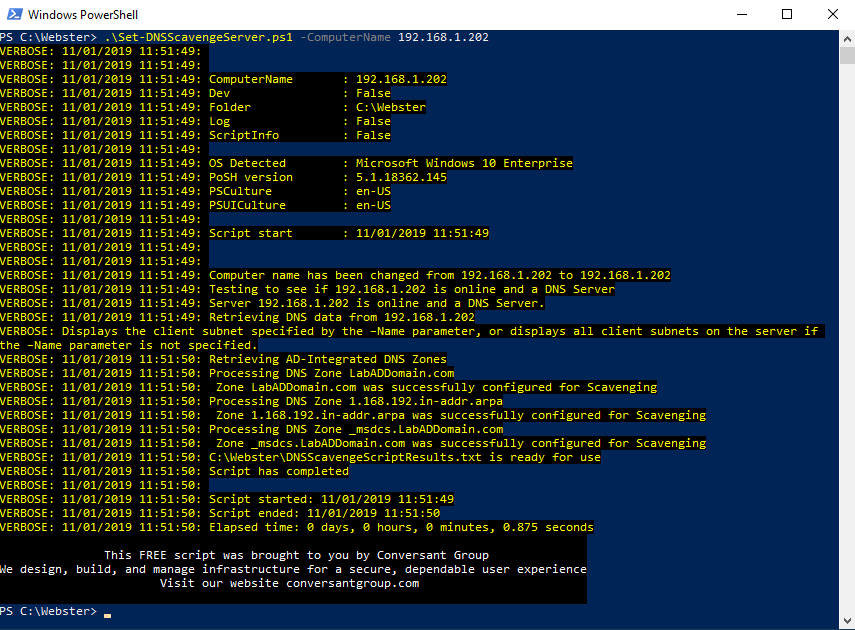 Windows PowerShell
PS C:\Webster> .\Set-DNSScavengeServer.ps1 -ComputerName 192.168.1.202
VERBOSE: 11/01/2019 11:51:49:
VERBOSE: 11/01/2019 11:51:49:
VERBOSE: 11/01/2019 11:51:49: ComputerName       : 192.168.1.202
VERBOSE: 11/01/2019 11:51:49: Dev                : False
VERBOSE: 11/01/2019 11:51:49: Folder             : C:\Webster
VERBOSE: 11/01/2019 11:51:49: Log                : False
VERBOSE: 11/01/2019 11:51:49: ScriptInfo         : False
VERBOSE: 11/01/2019 11:51:49:
VERBOSE: 11/01/2019 11:51:49: OS Detected        : Microsoft Windows 10 Enterprise
VERBOSE: 11/01/2019 11:51:49: PoSH version       : 5.1.18362.145
VERBOSE: 11/01/2019 11:51:49: PSCulture          : en-US
VERBOSE: 11/01/2019 11:51:49: PSUICulture        : en-US
VERBOSE: 11/01/2019 11:51:49:
VERBOSE: 11/01/2019 11:51:49: Script start       : 11/01/2019 11:51:49
VERBOSE: 11/01/2019 11:51:49:
VERBOSE: 11/01/2019 11:51:49:
VERBOSE: 11/01/2019 11:51:49: Computer name has been changed from 192.168.1.202 to 192.168.1.202
VERBOSE: 11/01/2019 11:51:49: Testing to see if 192.168.1.202 is online and a DNS Server
VERBOSE: 11/01/2019 11:51:49: Server 192.168.1.202 is online and a DNS Server.
VERBOSE: 11/01/2019 11:51:49: Retrieving DNS data from 192.168.1.202
VERBOSE: Displays the client subnet specified by the -Name parameter, or displays all client subnets on the server if
the -Name parameter is not specified.
VERBOSE: 11/01/2019 11:51:50: Retrieving AD-Integrated DNS Zones
VERBOSE: 11/01/2019 11:51:50: Processing DNS Zone LabADDomain.com
VERBOSE: 11/01/2019 11:51:50:  Zone LabADDomain.com was successfully configured for Scavenging
VERBOSE: 11/01/2019 11:51:50: Processing DNS Zone 1.168.192.in-addr.arpa
VERBOSE: 11/01/2019 11:51:50:  Zone 1.168.192.in-addr.arpa was successfully configured for Scavenging
VERBOSE: 11/01/2019 11:51:50: Processing DNS Zone _msdcs.LabADDomain.com
VERBOSE: 11/01/2019 11:51:50:  Zone _msdcs.LabADDomain.com was successfully configured for Scavenging
VERBOSE: 11/01/2019 11:51:50: C:\Webster\DNSScavengeScriptResults.txt is ready for use
VERBOSE: 11/01/2019 11:51:50: Script has completed
VERBOSE: 11/01/2019 11:51:50:
VERBOSE: 11/01/2019 11:51:50: Script started: 11/01/2019 11:51:49
VERBOSE: 11/01/2019 11:51:50: Script ended: 11/01/2019 11:51:50
VERBOSE: 11/01/2019 11:51:50: Elapsed time: 0 days, 0 hours, 0 minutes, 0.875 seconds
This FREE script was brought to you by Conversant Group
We design, build, and manage infrastructure for a secure, dependable user experience
Visit our website conversantgroup.com
PS C:\Webster>